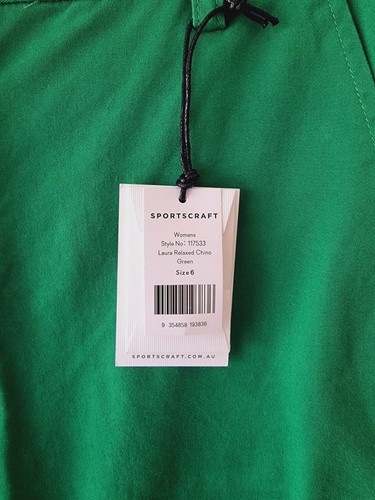 SPORTSCRAFT
Womens
Style No: 117533
Laura Relaxed Chino
Green
Size 6
9 354858 193836
SPORTSCRAFT.COM.AU